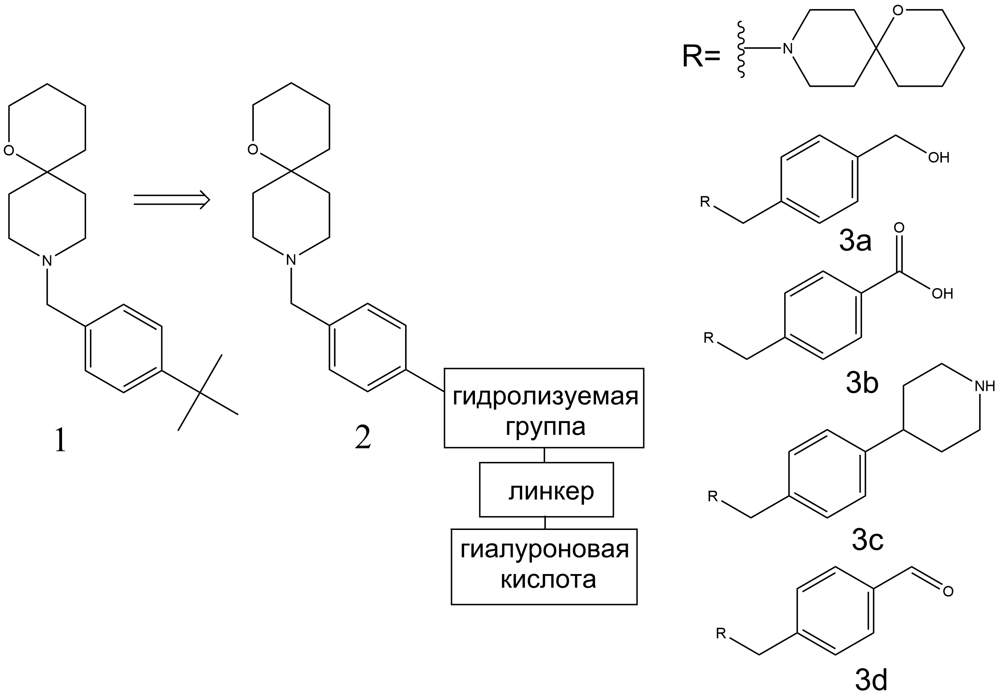 O
N
1
O
N
2
гидролизуемая
группа
линкер
гиалуроновая
кислота
R=
N
O
R
OH
3a
R
O
OH
3b
R
NH
3c
R
O
3d